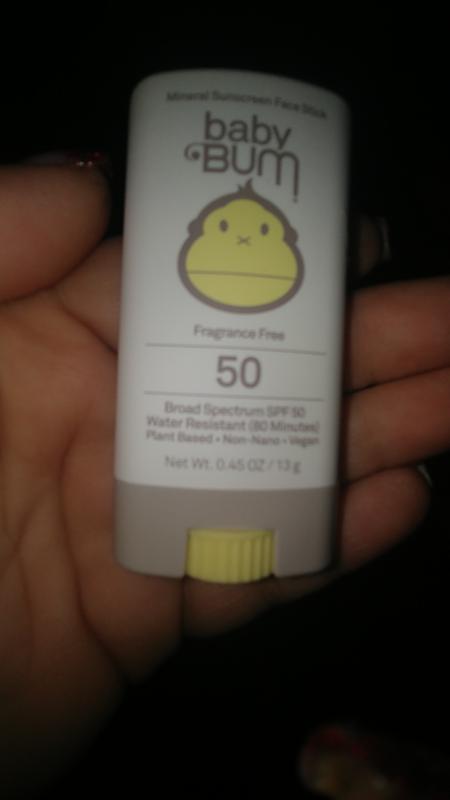 Mineral Sunscreen Face Stick
baby
BUM
Fragrance Free
50
Broad Spectrum SPF 50
Water Resistant (80 Minutes)
Plant Based • Non-Nano • Vegan
Net Wt. 0.45 OZ / 13 g